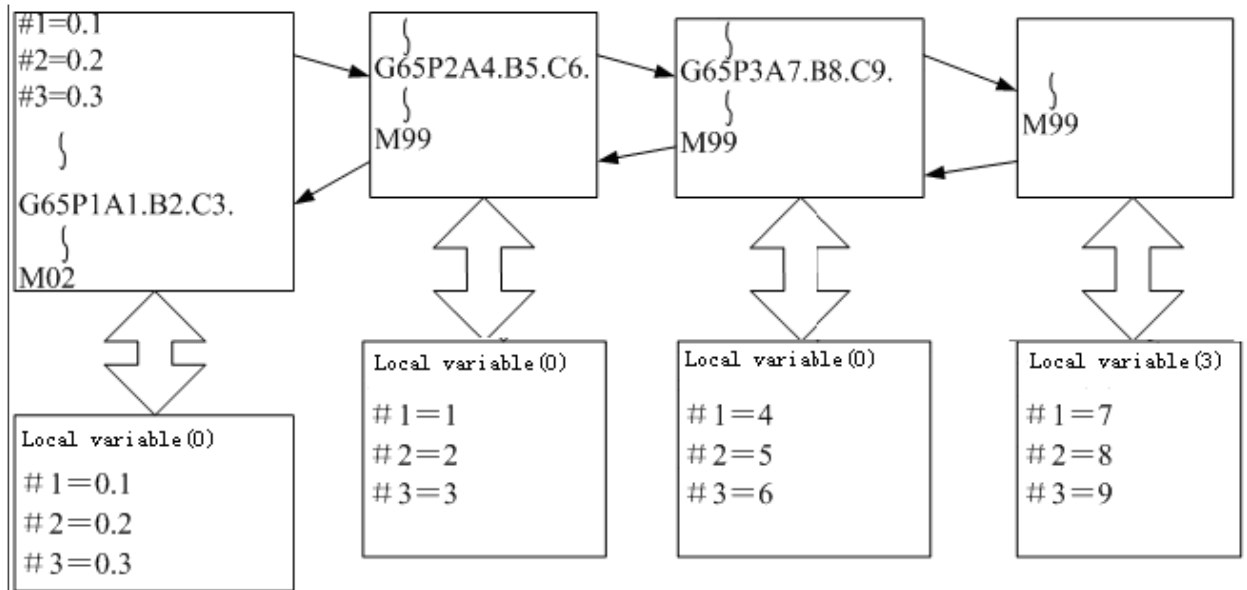 #1=0.1
#2=0.2
#3=0.3
G65P1A1.B2.C3.
M02
G65P2A4.B5.C6.
M99
G65P3A7.B8.C9.
M99
M99
Local variable(0)
#1=0.1
#2=0.2
#3=0.3
Local variable(0)
#1=1
#2=2
#3=3
Local variable(0)
#1=4
#2=5
#3=6
Local variable(3)
#1=7
#2=8
#3=9